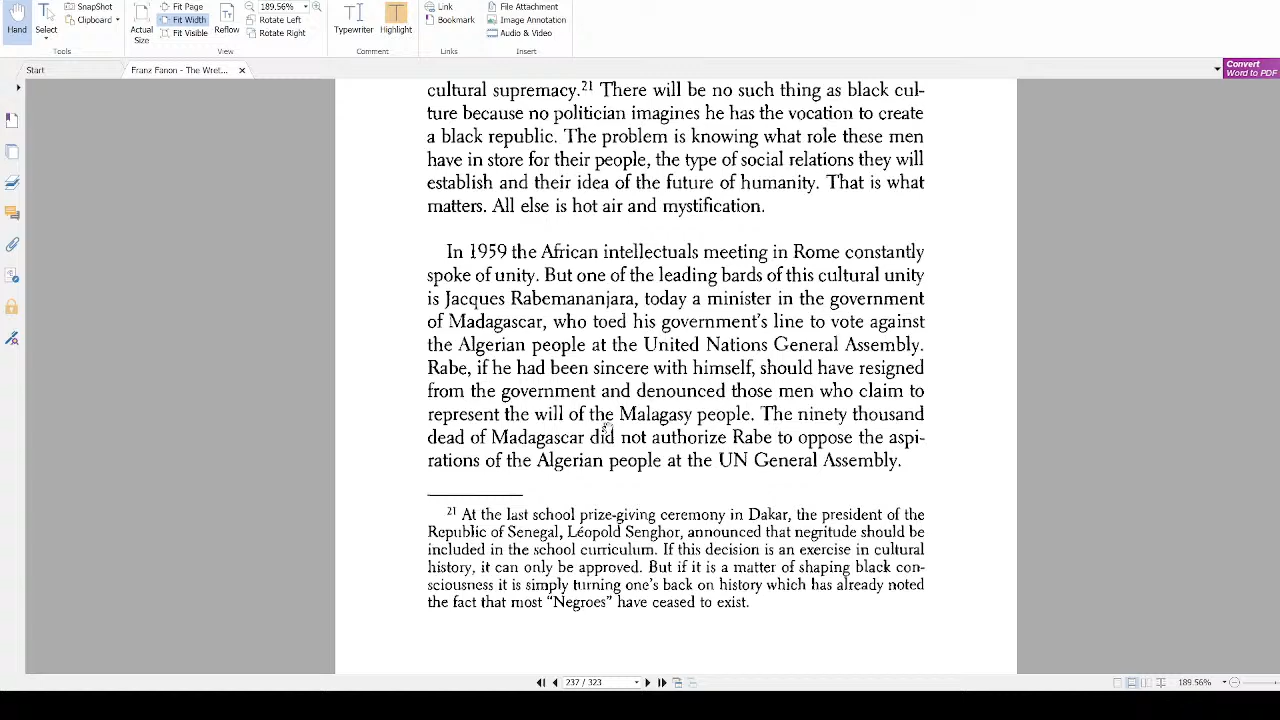 SnapShot
Clipboard
Hand
Select
Tools
Actual Size
Fit Page
Fit Width
Fit Visible
Reflow
189.56%
Rotate Left
Rotate Right
View
Typewriter
Highlight
Comment
Link
Bookmark
Links
File Attachment
Image Annotation
Audio & Video
Insert
Start
Franz Fanon - The Wret...
Convert
Word to PDF
cultural supremacy.21 There will be no such thing as black cul-
ture because no politician imagines he has the vocation to create
a black republic. The problem is knowing what role these men
have in store for their people, the type of social relations they will
establish and their idea of the future of humanity. That is what
matters. All else is hot air and mystification.
In 1959 the African intellectuals meeting in Rome constantly
spoke of unity. But one of the leading bards of this cultural unity
is Jacques Rabemananjara, today a minister in the government
of Madagascar, who toed his government's line to vote against
the Algerian people at the United Nations General Assembly.
Rabe, if he had been sincere with himself, should have resigned
from the government and denounced those men who claim to
represent the will of the Malagasy people. The ninety thousand
dead of Madagascar did not authorize Rabe to oppose the aspi-
rations of the Algerian people at the UN General Assembly.
21 At the last school prize-giving ceremony in Dakar, the president of the
Republic of Senegal, Léopold Senghor, announced that negritude should be
included in the school curriculum. If this decision is an exercise in cultural
history, it can only be approved. But if it is a matter of shaping black con-
sciousness it is simply turning one's back on history which has already noted
the fact that most “Negroes” have ceased to exist.
237 / 323
189.56%